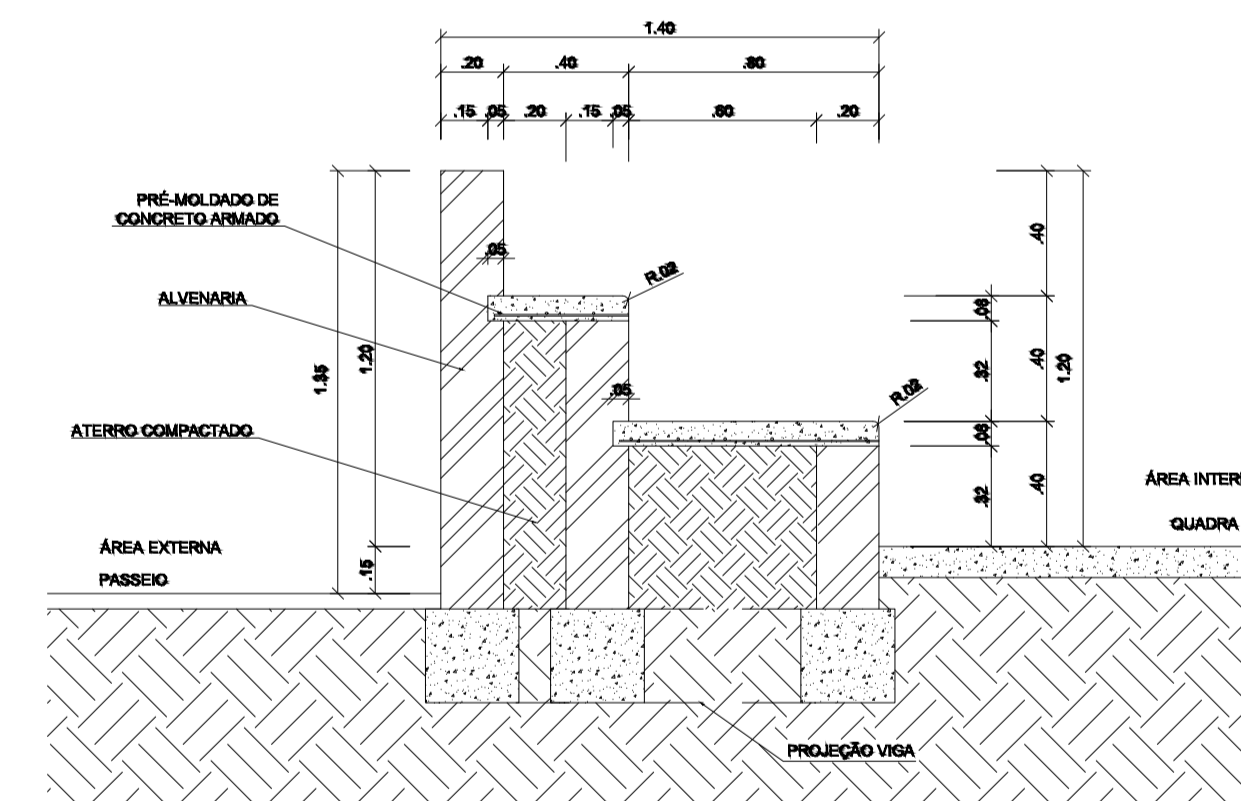 1.40
.20 .40 .80
.15 .05 .20 .15 .05 .60 .20
PRÉ-MOLDADO DE
CONCRETO ARMADO
.05
R.02
.40
ALVENARIA
.08
1.35
1.20
.32
.40
1.20
.05
R.02
ATERRO COMPACTADO
.08
.32
.40
ÁREA INTER
QUADRA
ÁREA EXTERNA
.15
PASSEIO
PROJEÇÃO VIGA